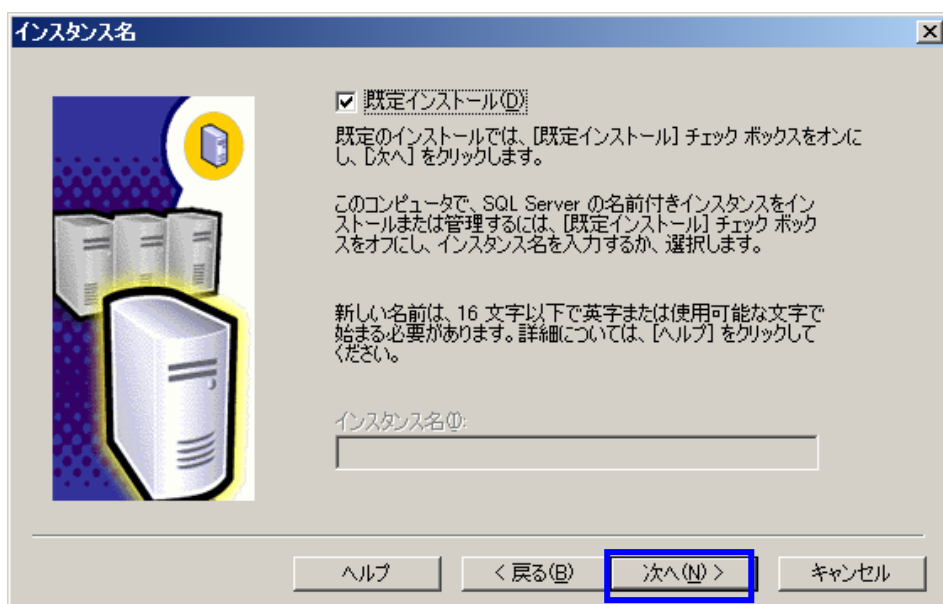 インスタンス名
既定インストール(D)
既定のインストールでは、[既定インストール] チェック ボックスをオンに
し、[次へ] をクリックします。
このコンピュータで、SQL Server の名前付きインスタンスをイン
ストールまたは管理するには、[既定インストール] チェック ボック
スをオフにし、インスタンス名を入力するか、選択します。
新しい名前は、16 文字以下で英字または使用可能な文字で
始まる必要があります。詳細については、[ヘルプ] をクリックして
ください。
インスタンス名(I):
ヘルプ
< 戻る(B)
次へ(N) >
キャンセル